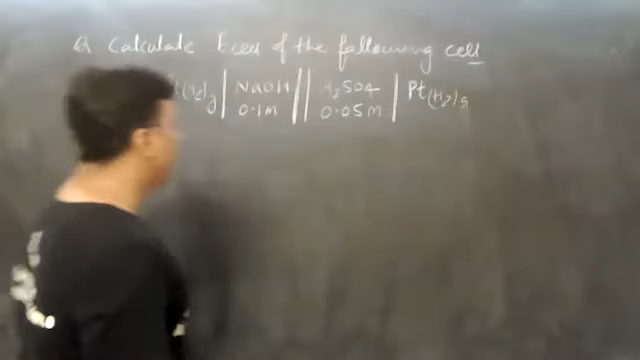 Q Calculate Ecell of the following cell
t(H2)g | NaOH || H2SO4 | Pt(H2)g
0.1M 0.05M